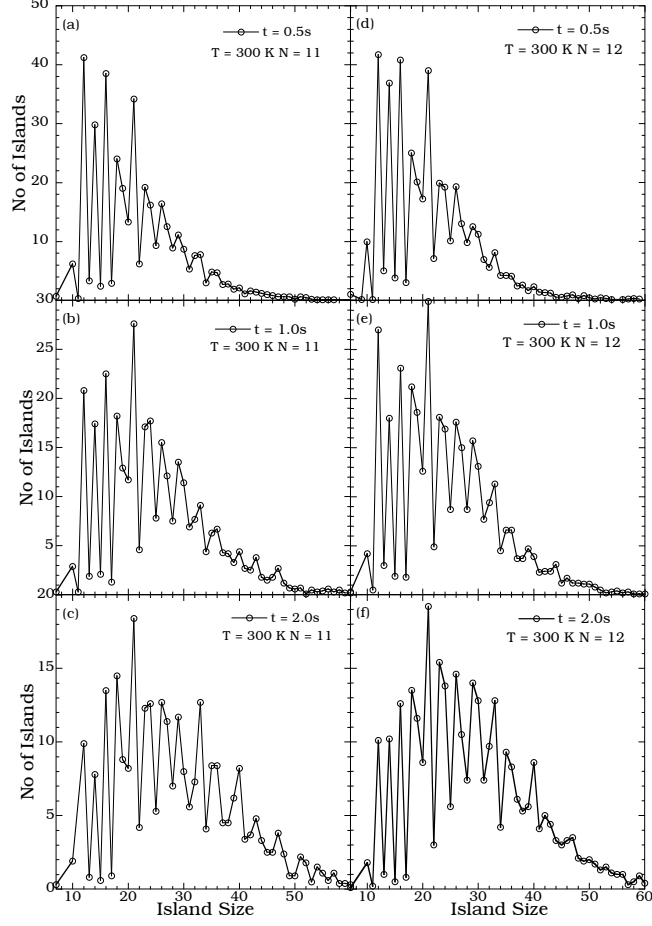 50
(a)
t = 0.5s
T = 300 K N = 11
(d)
t = 0.5s
T = 300 K N = 12
40
30
20
10
No of Islands
30
(b)
t = 1.0s
T = 300 K N = 11
(e)
t = 1.0s
T = 300 K N = 12
25
20
15
10
5
No of Islands
20
(c)
t = 2.0s
T = 300 K N = 11
(f)
t = 2.0s
T = 300 K N = 12
15
10
5
0
No of Islands
10 20 30 40 50 10 20 30 40 50 60
Island Size Island Size